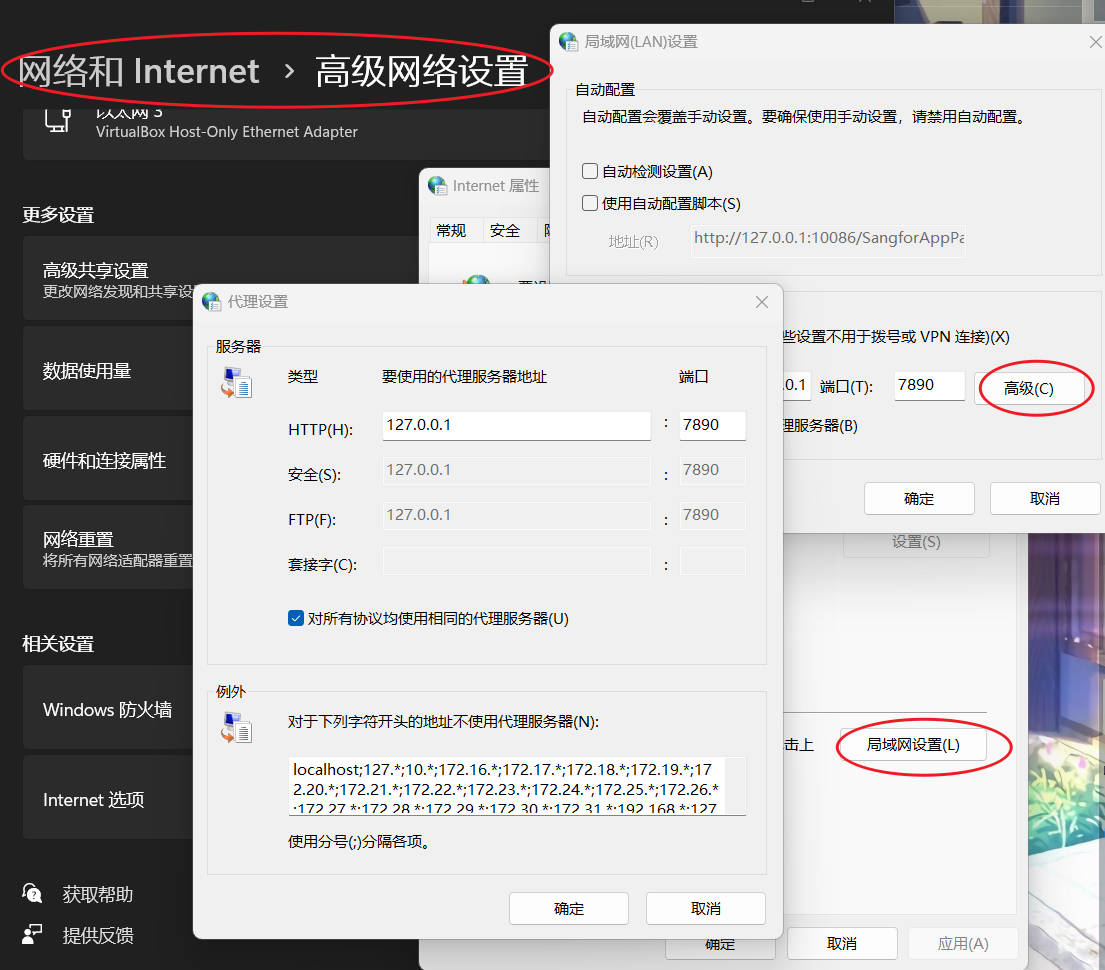 网络和 Internet › 高级网络设置
VirtualBox Host-Only Ethernet Adapter
更多设置
高级共享设置
更改网络发现和共享设
数据使用量
硬件和连接属性
网络重置
将所有网络适配器重置
相关设置
Windows 防火墙
Internet 选项
获取帮助
提供反馈
局域网(LAN)设置
自动配置
自动配置会覆盖手动设置。要确保使用手动设置，请禁用自动配置。
自动检测设置(A)
使用自动配置脚本(S)
地址(R)
http://127.0.0.1:10086/SangforAppPa
些设置不用于拨号或 VPN 连接)(X)
.0.1 端口(T): 7890 高级(C)
理服务器(B)
确定 取消
Internet 属性
常规 安全
设置(S)
击上 局域网设置(L)
确定 取消 应用(A)
代理设置
服务器
类型 要使用的代理服务器地址 端口
HTTP(H): 127.0.0.1 : 7890
安全(S): 127.0.0.1 : 7890
FTP(F): 127.0.0.1 : 7890
套接字(C): :
对所有协议均使用相同的代理服务器(U)
例外
对于下列字符开头的地址不使用代理服务器(N):
localhost;127.*;10.*;172.16.*;172.17.*;172.18.*;172.19.*;17
2.20.*;172.21.*;172.22.*;172.23.*;172.24.*;172.25.*;172.26.*
;172.27.*;172.28.*;172.29.*;172.30.*;172.31.*;192.168.*;127
使用分号(;)分隔各项。
确定 取消